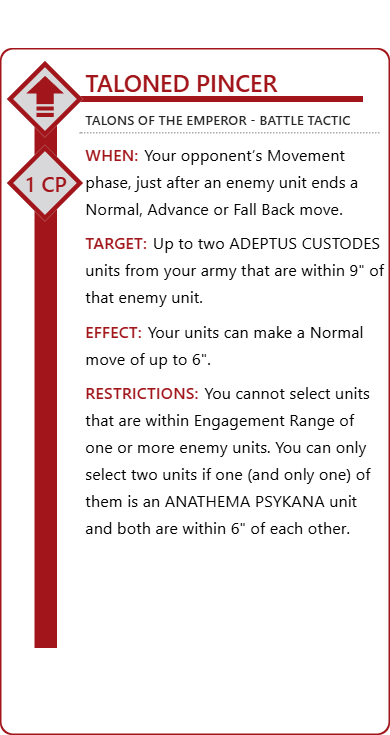 TALONED PINCER
TALONS OF THE EMPEROR - BATTLE TACTIC
1 CP
WHEN: Your opponent's Movement
phase, just after an enemy unit ends a
Normal, Advance or Fall Back move.
TARGET: Up to two ADEPTUS CUSTODES
units from your army that are within 9" of
that enemy unit.
EFFECT: Your units can make a Normal
move of up to 6".
RESTRICTIONS: You cannot select units
that are within Engagement Range of
one or more enemy units. You can only
select two units if one (and only one) of
them is an ANATHEMA PSYKANA unit
and both are within 6" of each other.